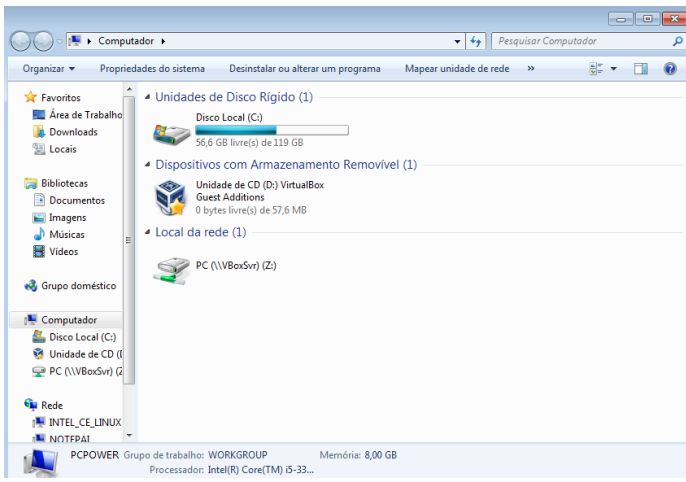 Computador
Pesquisar Computador
Organizar
Propriedades do sistema
Desinstalar ou alterar um programa
Mapear unidade de rede
»
Favoritos
Área de Trabalho
Downloads
Locais
Bibliotecas
Documentos
Imagens
Músicas
Vídeos
Grupo doméstico
Computador
Disco Local (C:)
Unidade de CD (
PC (\\VBoxSvr) (Z
Rede
INTEL_CE_LINUX
NOTEPAI
Unidades de Disco Rígido (1)
Disco Local (C:)
56,6 GB livre(s) de 119 GB
Dispositivos com Armazenamento Removível (1)
Unidade de CD (D:) VirtualBox
Guest Additions
0 bytes livre(s) de 57,6 MB
Local da rede (1)
PC (\\VBoxSvr) (Z:)
PCPOWER Grupo de trabalho: WORKGROUP Memória: 8,00 GB
Processador: Intel(R) Core(TM) i5-33...